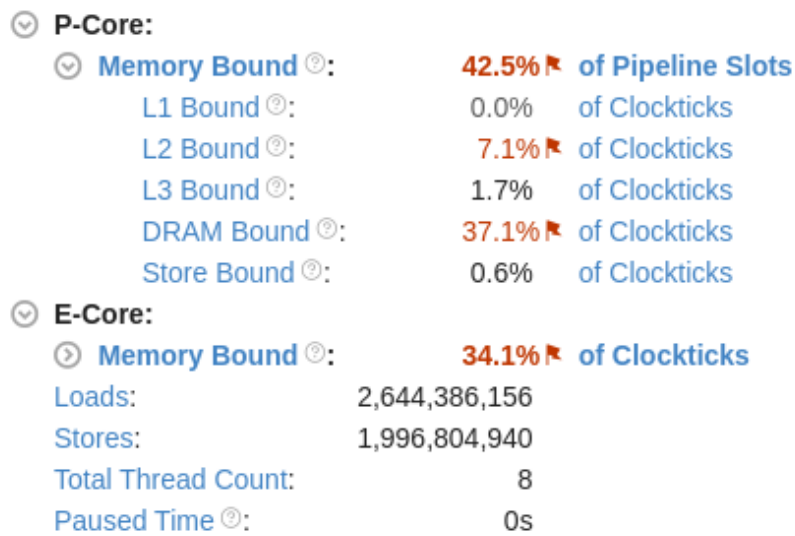 P-Core:
Memory Bound ?: 42.5% of Pipeline Slots
L1 Bound ?: 0.0% of Clockticks
L2 Bound ?: 7.1% of Clockticks
L3 Bound ?: 1.7% of Clockticks
DRAM Bound ?: 37.1% of Clockticks
Store Bound ?: 0.6% of Clockticks
E-Core:
Memory Bound ?: 34.1% of Clockticks
Loads: 2,644,386,156
Stores: 1,996,804,940
Total Thread Count: 8
Paused Time ?: 0s